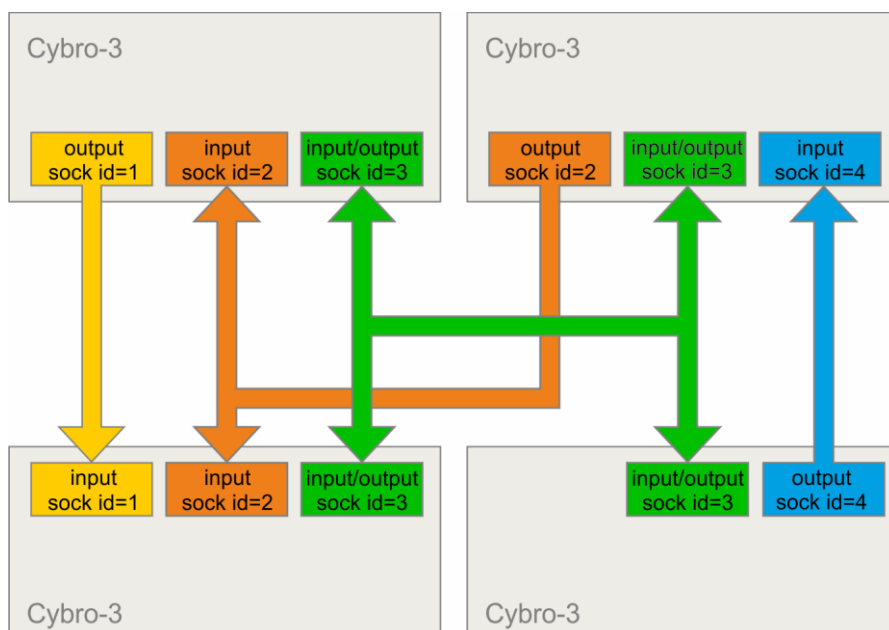 Cybro-3
output
sock id=1
input
sock id=2
input/output
sock id=3
Cybro-3
output
sock id=2
input/output
sock id=3
input
sock id=4
input
sock id=1
input
sock id=2
input/output
sock id=3
Cybro-3
input/output
sock id=3
output
sock id=4
Cybro-3